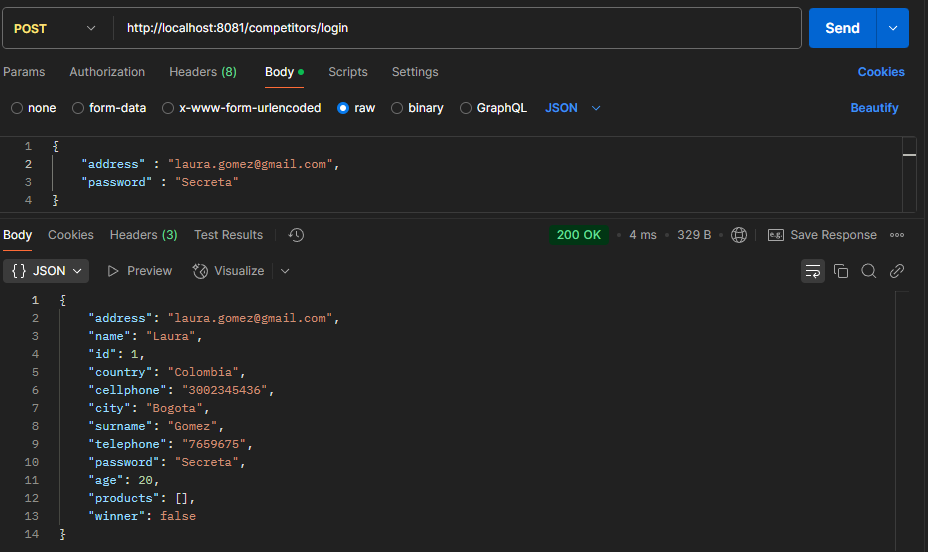 POST http://localhost:8081/competitors/login Send
Params Authorization Headers (8) Body Scripts Settings Cookies
none form-data x-www-form-urlencoded raw binary GraphQL JSON Beautify
1 {
2 "address" : "laura.gomez@gmail.com",
3 "password" : "Secreta"
4 }
Body Cookies Headers (3) Test Results 200 OK • 4 ms • 329 B • e.g. Save Response
{} JSON Preview Visualize
1 {
2 "address": "laura.gomez@gmail.com",
3 "name": "Laura",
4 "id": 1,
5 "country": "Colombia",
6 "cellphone": "3002345436",
7 "city": "Bogota",
8 "surname": "Gomez",
9 "telephone": "7659675",
10 "password": "Secreta",
11 "age": 20,
12 "products": [],
13 "winner": false
14 }